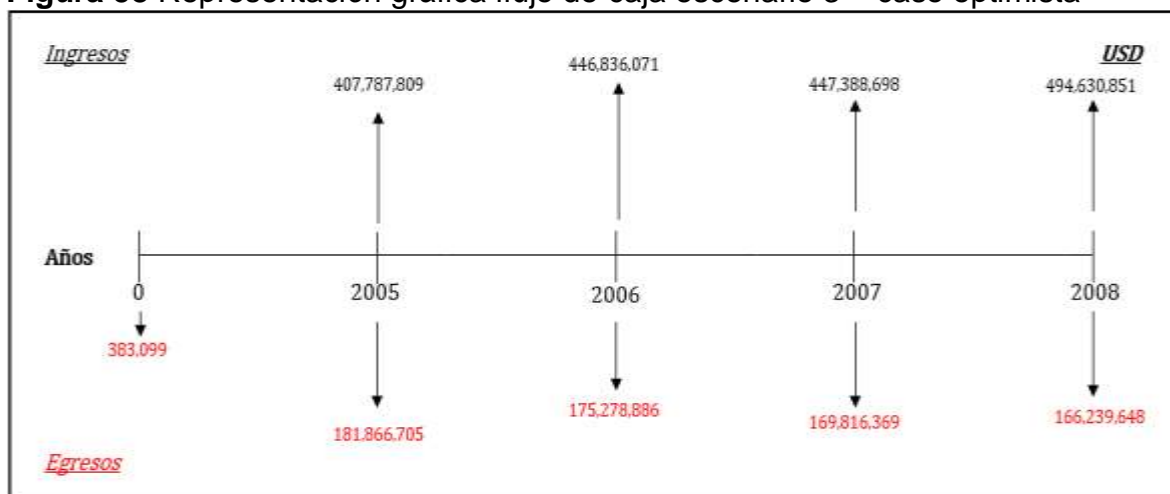 Figura 38 Representación gráfica flujo de caja escenario 3 – caso optimista
Ingresos
USD
407,787,809
446,836,071
447,388,698
494,630,851
Años
0
2005
2006
2007
2008
383,099
181,866,705
175,278,886
169,816,369
166,239,648
Egresos